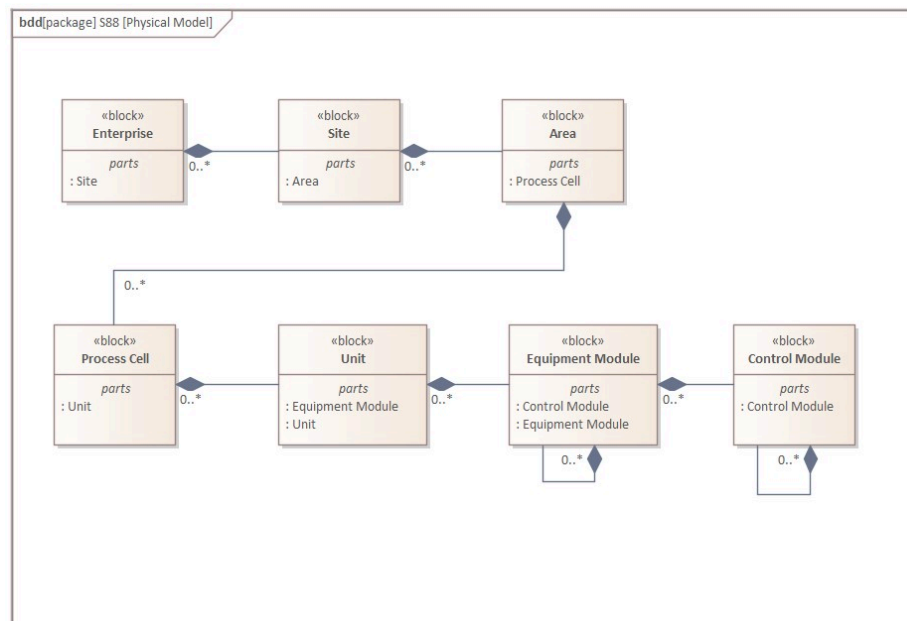 bdd[package] S88 [Physical Model]
«block»
Enterprise
parts
: Site
0..*
«block»
Site
parts
: Area
0..*
«block»
Area
parts
: Process Cell
0..*
«block»
Process Cell
parts
: Unit
0..*
«block»
Unit
parts
: Equipment Module
: Unit
0..*
«block»
Equipment Module
parts
: Control Module
: Equipment Module
0..*
0..*
«block»
Control Module
parts
: Control Module
0..*